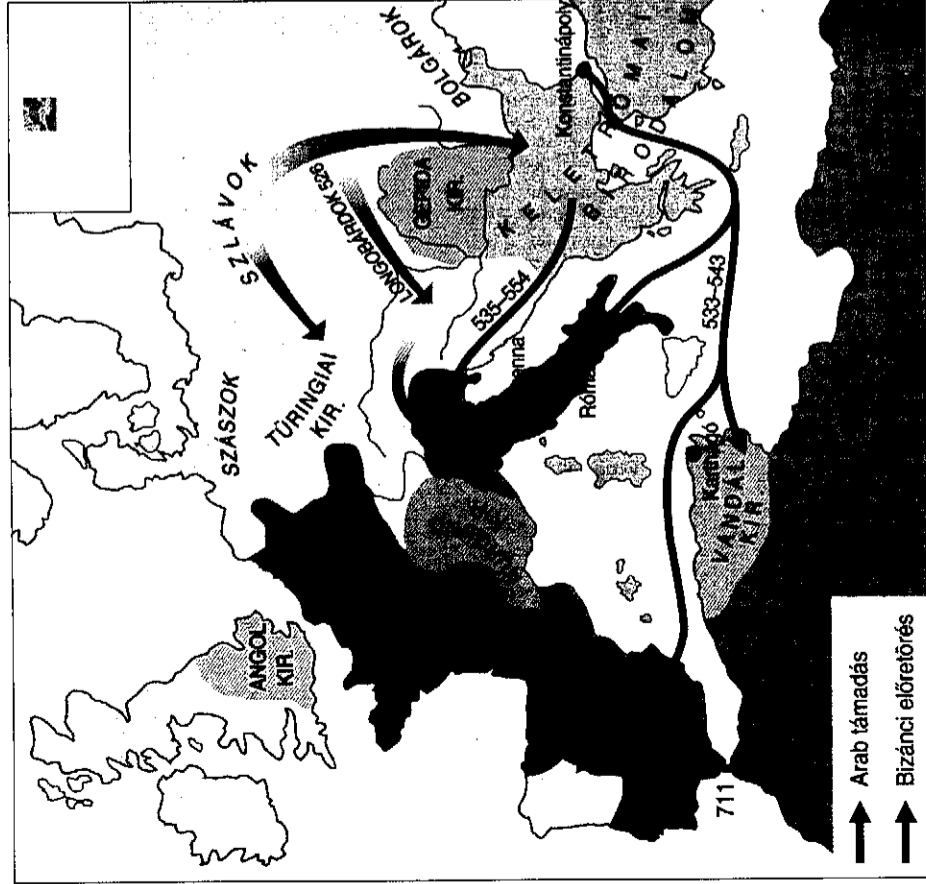 SZLÁVOK
BOLGÁROK
SZÁSZOK
TÜRINGIAI
KIR.
LONGOBÁRDOK 526
GEPIDA
KIR.
ANGOL
KIR.
Konstantinápoly
535–554
533–543
Karthágó
VANDÁL
KIR.
711
Arab támadás
Bizánci előretörés